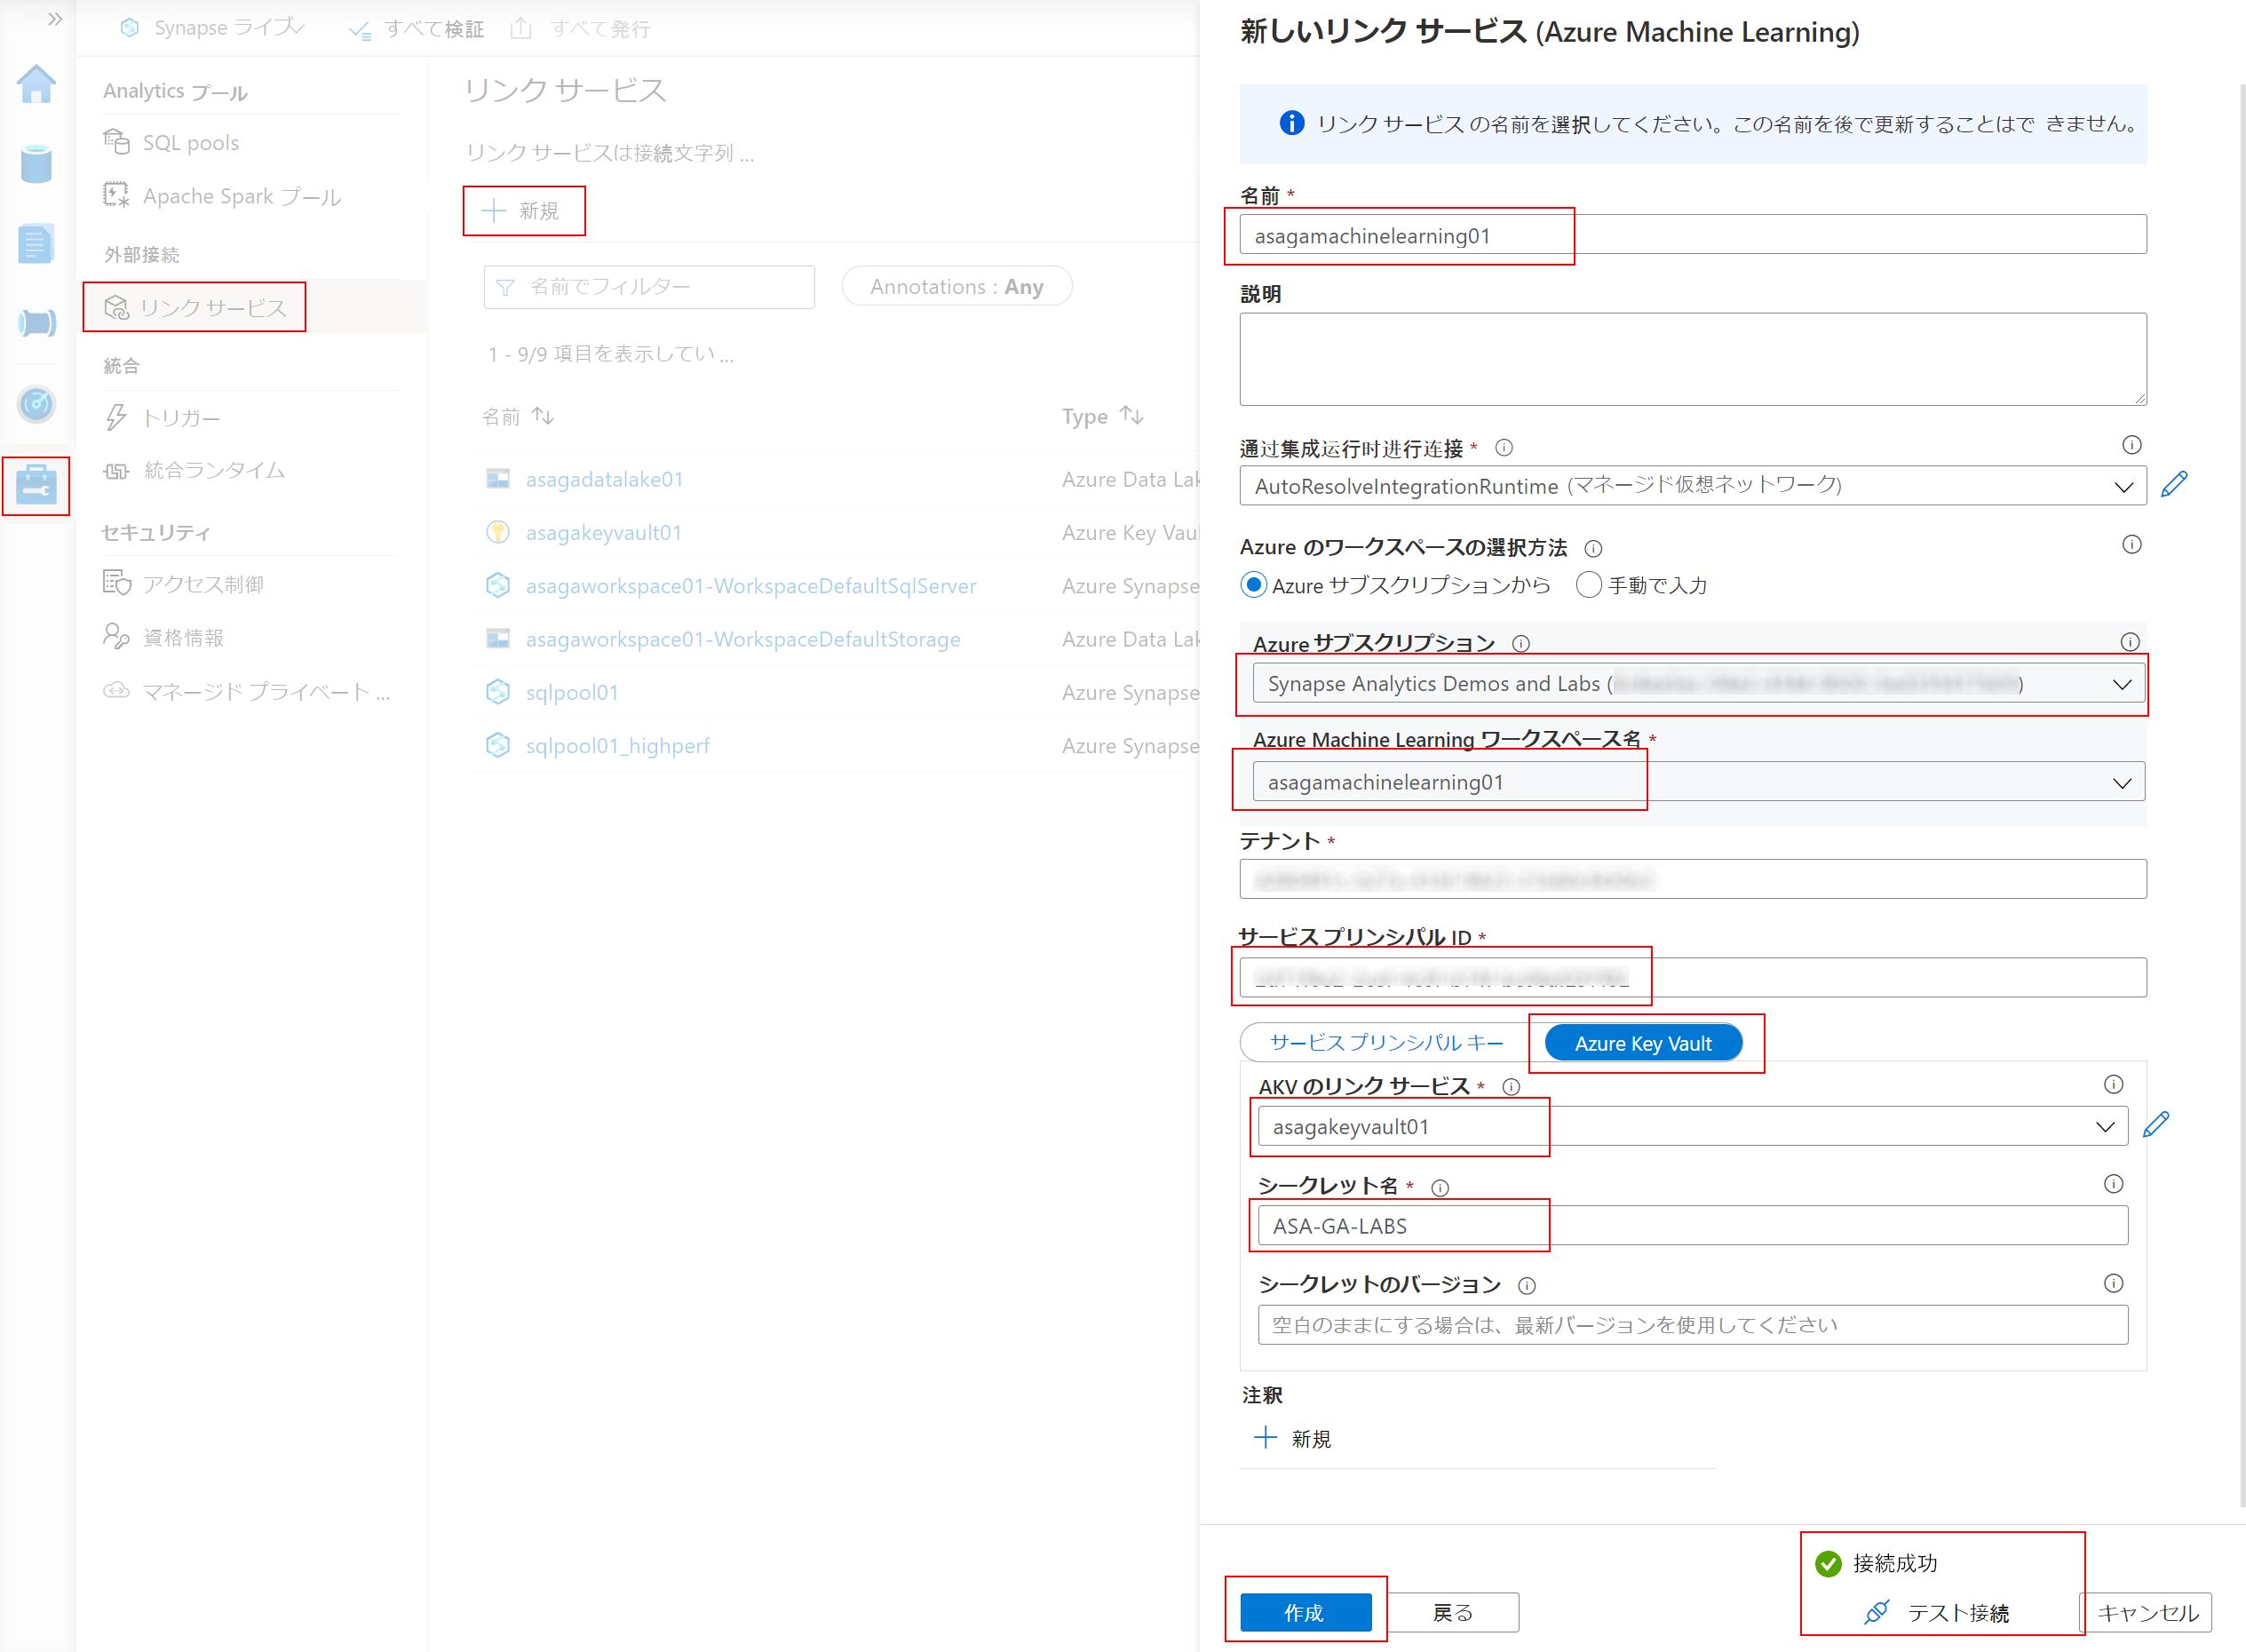 Synapse ライブ
すべて検証
すべて発行
Analytics プール
SQL pools
Apache Spark プール
外部接続
リンク サービス
統合
トリガー
統合ランタイム
セキュリティ
アクセス制御
資格情報
マネージド プライベート ...
リンク サービス
リンク サービスは接続文字列 ...
新規
名前でフィルター
Annotations : Any
1 - 9/9 項目を表示してい ...
名前
Type
asagadatalake01
Azure Data Lak
asagakeyvault01
Azure Key Vau
asagaworkspace01-WorkspaceDefaultSqlServer
Azure Synapse
asagaworkspace01-WorkspaceDefaultStorage
Azure Data Lak
sqlpool01
Azure Synapse
sqlpool01_highperf
Azure Synapse
新しいリンク サービス (Azure Machine Learning)
リンク サービス の名前を選択してください。この名前を後で更新することはで きません。
名前 *
asagamachinelearning01
説明
通过集成运行时进行连接 *
AutoResolveIntegrationRuntime (マネージド仮想ネットワーク)
Azure のワークスペースの選択方法
Azure サブスクリプションから
手動で入力
Azure サブスクリプション
Synapse Analytics Demos and Labs (
)
Azure Machine Learning ワークスペース名 *
asagamachinelearning01
テナント *
サービス プリンシパル ID *
サービス プリンシパル キー
Azure Key Vault
AKV のリンク サービス *
asagakeyvault01
シークレット名 *
ASA-GA-LABS
シークレットのバージョン
空白のままにする場合は、最新バージョンを使用してください
注釈
新規
接続成功
作成
戻る
テスト接続
キャンセル